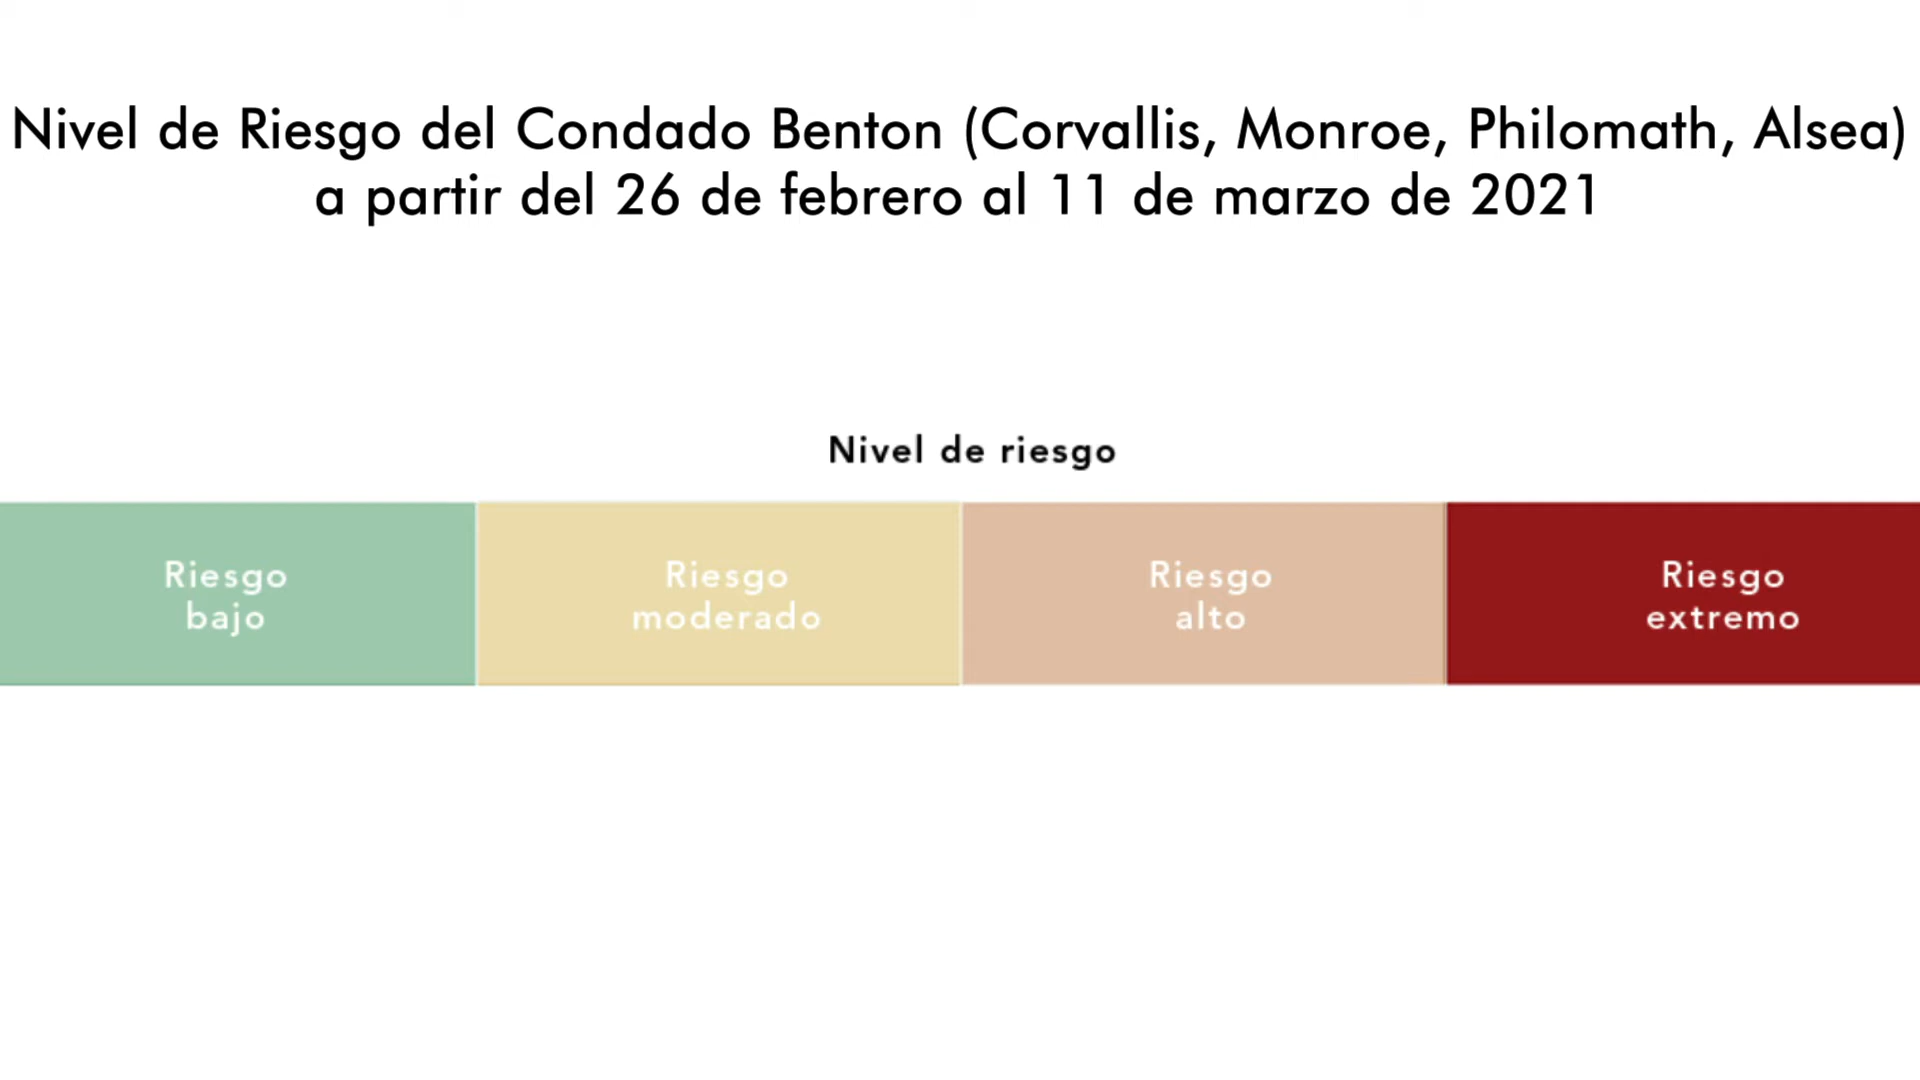 Nivel de Riesgo del Condado Benton (Corvallis, Monroe, Philomath, Alsea)
a partir del 26 de febrero al 11 de marzo de 2021
Nivel de riesgo
Riesgo
bajo
Riesgo
moderado
Riesgo
alto
Riesgo
extremo